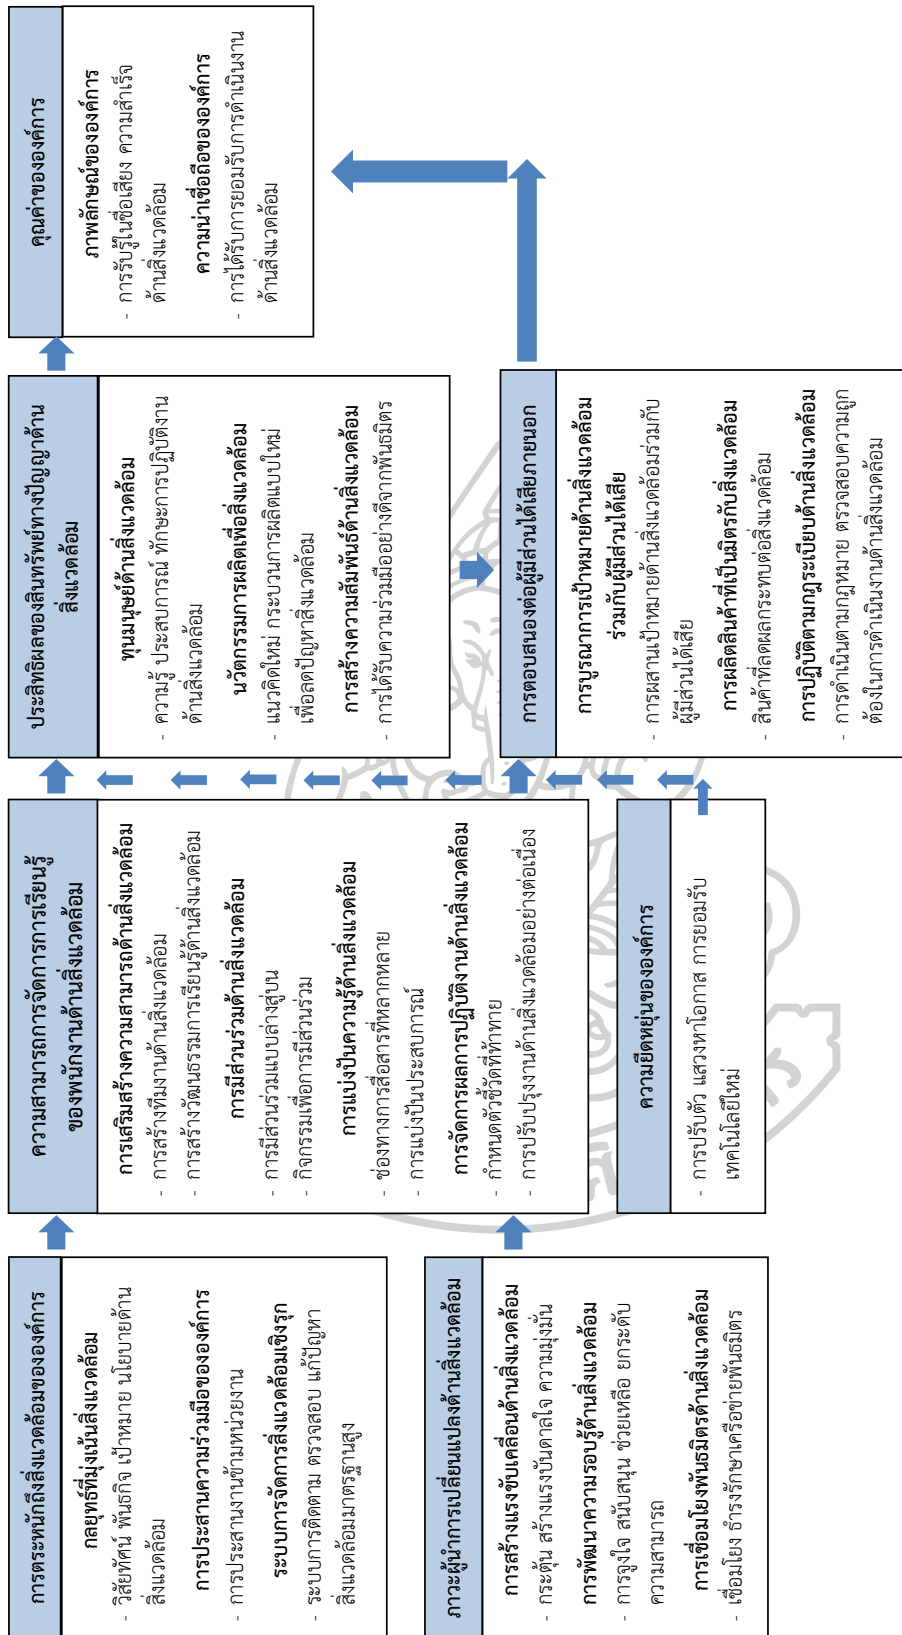 การตระหนักถึงสิ่งแวดล้อมขององค์การ
กลยุทธ์ที่มุ่งเน้นสิ่งแวดล้อม
- วิสัยทัศน์ พันธกิจ เป้าหมาย นโยบายด้าน
สิ่งแวดล้อม
การประสานความร่วมมือขององค์การ
- การประสานงานข้ามหน่วยงาน
ระบบการจัดการสิ่งแวดล้อมเชิงรุก
- ระบบการติดตาม ตรวจสอบ แก้ปัญหา
สิ่งแวดล้อมมาตรฐานสูง
ภาวะผู้นำการเปลี่ยนแปลงด้านสิ่งแวดล้อม
การสร้างแรงขับเคลื่อนด้านสิ่งแวดล้อม
- กระตุ้น สร้างแรงบันดาลใจ ความมุ่งมั่น
การพัฒนาความรอบรู้ด้านสิ่งแวดล้อม
- การจูงใจ สนับสนุน ช่วยเหลือ ยกระดับ
ความสามารถ
การเชื่อมโยงพันธมิตรด้านสิ่งแวดล้อม
- เชื่อมโยง ธำรงรักษาเครือข่ายพันธมิตร
ความสามารถการจัดการการเรียนรู้
ของพนักงานด้านสิ่งแวดล้อม
การเสริมสร้างความสามารถด้านสิ่งแวดล้อม
- การสร้างทีมงานด้านสิ่งแวดล้อม
- การสร้างวัฒนธรรมการเรียนรู้ด้านสิ่งแวดล้อม
การมีส่วนร่วมด้านสิ่งแวดล้อม
- การมีส่วนร่วมแบบล่างสู่บน
- กิจกรรมเพื่อการมีส่วนร่วม
การแบ่งปันความรู้ด้านสิ่งแวดล้อม
- ช่องทางการสื่อสารที่หลากหลาย
- การแบ่งปันประสบการณ์
การจัดการผลการปฏิบัติงานด้านสิ่งแวดล้อม
- กำหนดตัวชี้วัดที่ท้าทาย
- การปรับปรุงงานด้านสิ่งแวดล้อมอย่างต่อเนื่อง
ความยืดหยุ่นขององค์การ
- การปรับตัว แสวงหาโอกาส การยอมรับ
เทคโนโลยีใหม่
ประสิทธิผลของสินทรัพย์ทางปัญญาด้าน
สิ่งแวดล้อม
ทุนมนุษย์ด้านสิ่งแวดล้อม
- ความรู้ ประสบการณ์ ทักษะการปฏิบัติงาน
ด้านสิ่งแวดล้อม
นวัตกรรมการผลิตเพื่อสิ่งแวดล้อม
- แนวคิดใหม่ กระบวนการผลิตแบบใหม่
เพื่อลดปัญหาสิ่งแวดล้อม
การสร้างความสัมพันธ์ด้านสิ่งแวดล้อม
- การได้รับความร่วมมืออย่างดีจากพันธมิตร
การตอบสนองต่อผู้มีส่วนได้เสียภายนอก
การบูรณาการเป้าหมายด้านสิ่งแวดล้อม
ร่วมกับผู้มีส่วนได้เสีย
- การผสานเป้าหมายด้านสิ่งแวดล้อมร่วมกับ
ผู้มีส่วนได้เสีย
การผลิตสินค้าที่เป็นมิตรกับสิ่งแวดล้อม
- สินค้าที่ลดผลกระทบต่อสิ่งแวดล้อม
การปฏิบัติตามกฎระเบียบด้านสิ่งแวดล้อม
- การดำเนินตามกฎหมาย ตรวจสอบความถูก
ต้องในการดำเนินงานด้านสิ่งแวดล้อม
คุณค่าขององค์การ
ภาพลักษณ์ขององค์การ
- การรับรู้ในชื่อเสียง ความสำเร็จ
ด้านสิ่งแวดล้อม
ความน่าเชื่อถือขององค์การ
- การได้รับการยอมรับการดำเนินงาน
ด้านสิ่งแวดล้อม